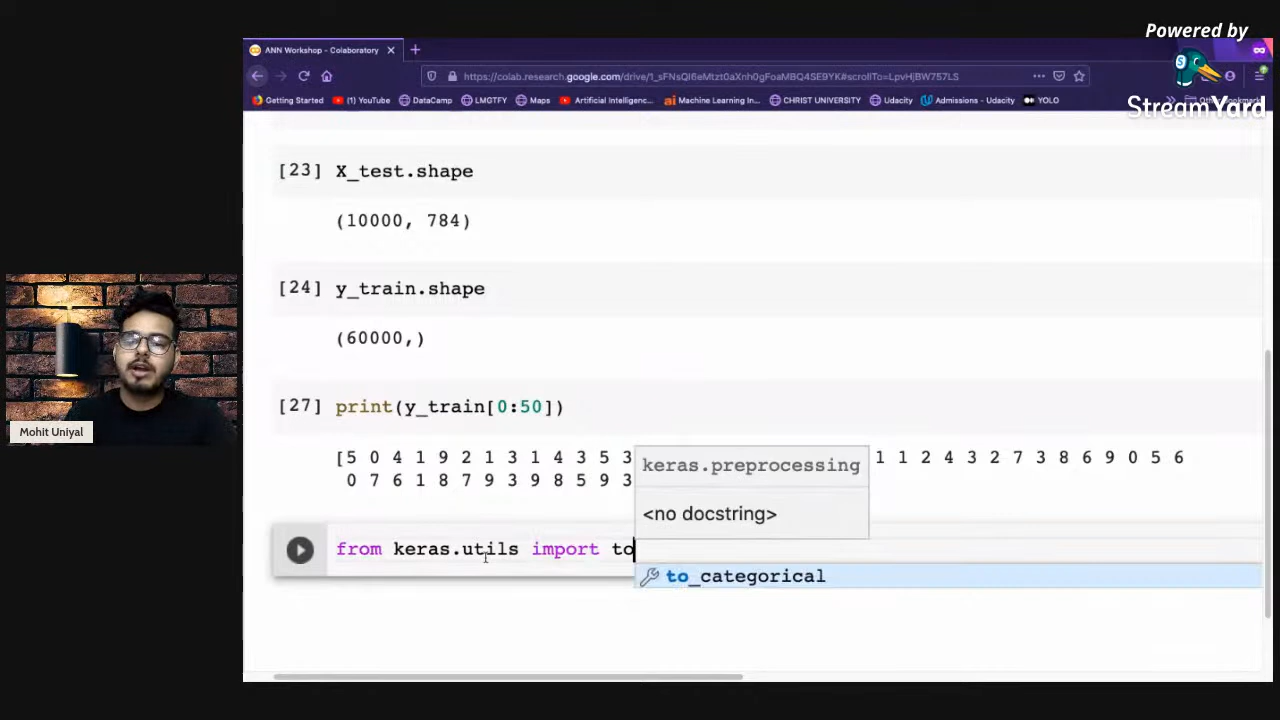 Powered by
StreamYard
ANN Workshop - Colaboratory
https://colab.research.google.com/drive/
Getting Started
YouTube
DataCamp
LMGTFY
Maps
Artificial Intelligenc...
Machine Learning In...
CHRIST UNIVERSITY
Udacity
Admissions - Udacity
YOLO
[23] X_test.shape
(10000, 784)
[24] y_train.shape
(60000,)
[27] print(y_train[0:50])
[5 0 4 1 9 2 1 3 1 4 3 5 3 1 1 2 4 3 2 7 3 8 6 9 0 5 6
0 7 6 1 8 7 9 3 9 8 5 9 3
keras.preprocessing
<no docstring>
from keras.utils import to
to_categorical
Mohit Uniyal